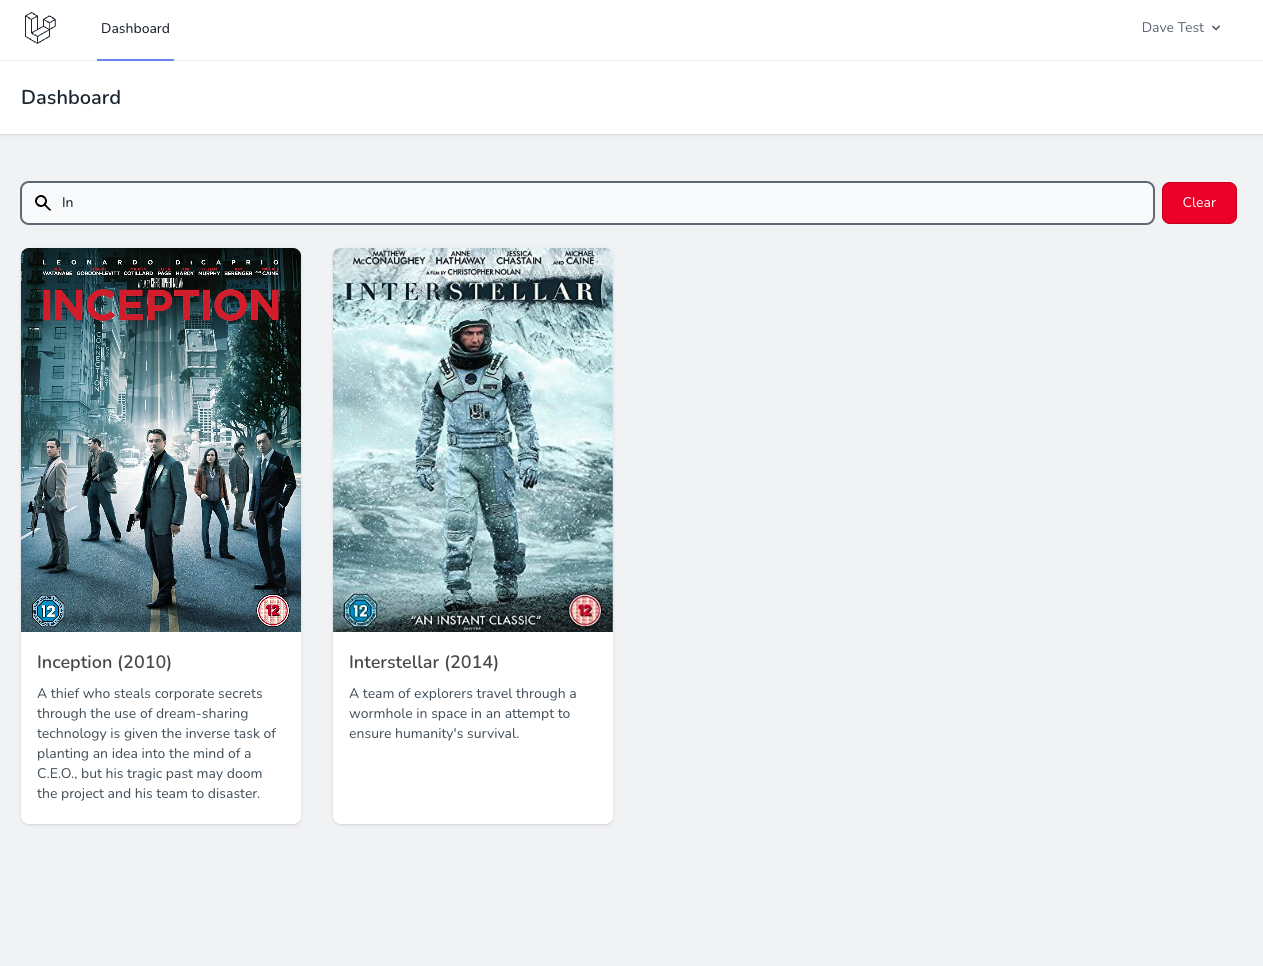 Dashboard
Dave Test
Dashboard
In
Clear
LEONARDO DiCAPRIO
WATANABE GORDON-LEVITT COTILLARD PAGE HARDY MURPHY BERENGER AND CAINE
INCEPTION
12
12
MATTHEW McCONAUGHEY ANNE HATHAWAY JESSICA CHASTAIN AND MICHAEL CAINE
A FILM BY CHRISTOPHER NOLAN
INTERSTELLAR
"AN INSTANT CLASSIC"
12
12
Inception (2010)
A thief who steals corporate secrets
through the use of dream-sharing
technology is given the inverse task of
planting an idea into the mind of a
C.E.O., but his tragic past may doom
the project and his team to disaster.
Interstellar (2014)
A team of explorers travel through a
wormhole in space in an attempt to
ensure humanity's survival.